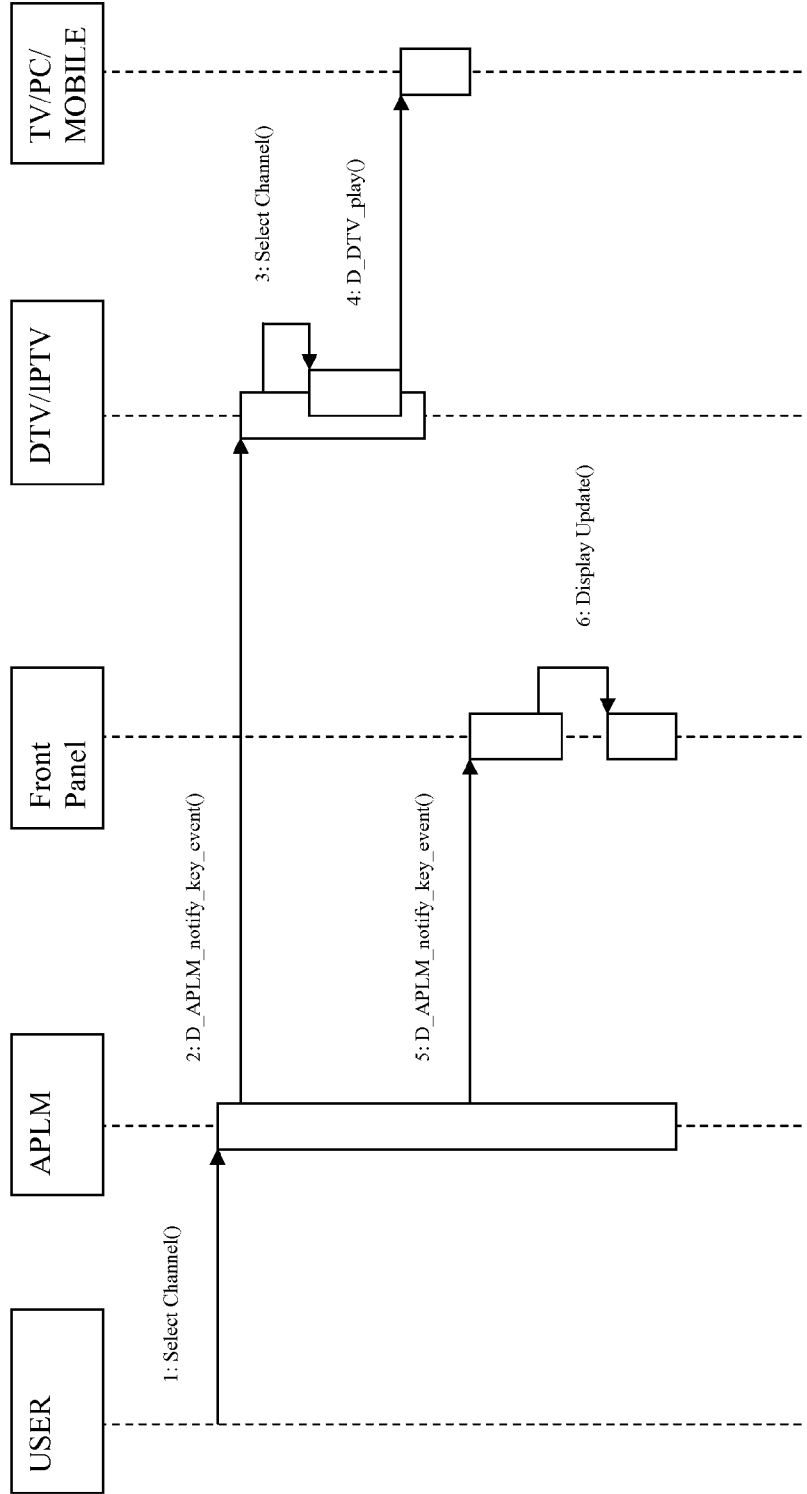 USER
APLM
Front
Panel
DTV/IPTV
TV/PC/
MOBILE
1: Select Channel()
2: D_APLM_notify_key_event()
3: Select Channel()
4: D_DTV_play()
5: D_APLM_notify_key_event()
6: Display Update()